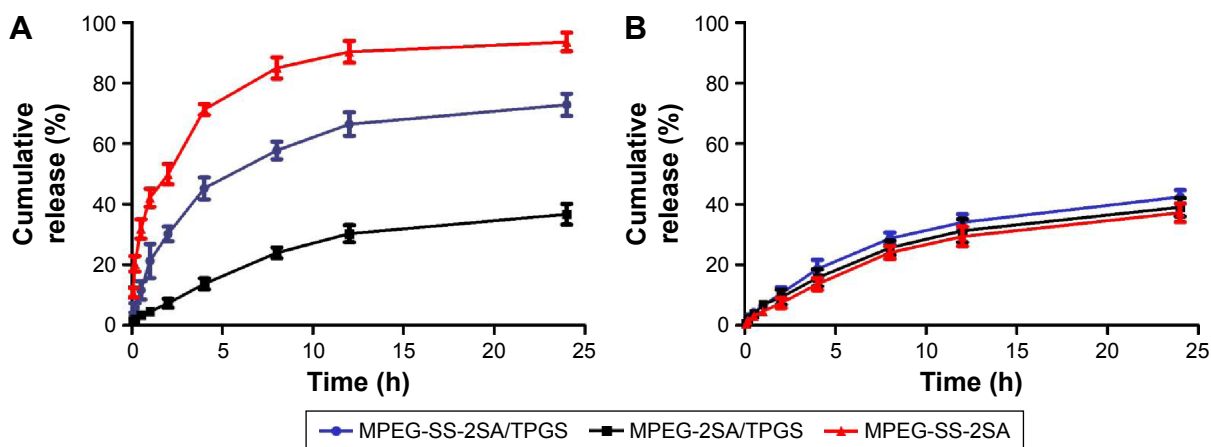 A
Cumulative
release (%)
100
80
60
40
20
0
0 5 10 15 20 25
Time (h)
B
Cumulative
release (%)
100
80
60
40
20
0
0 5 10 15 20 25
Time (h)
MPEG-SS-2SA/TPGS MPEG-2SA/TPGS MPEG-SS-2SA